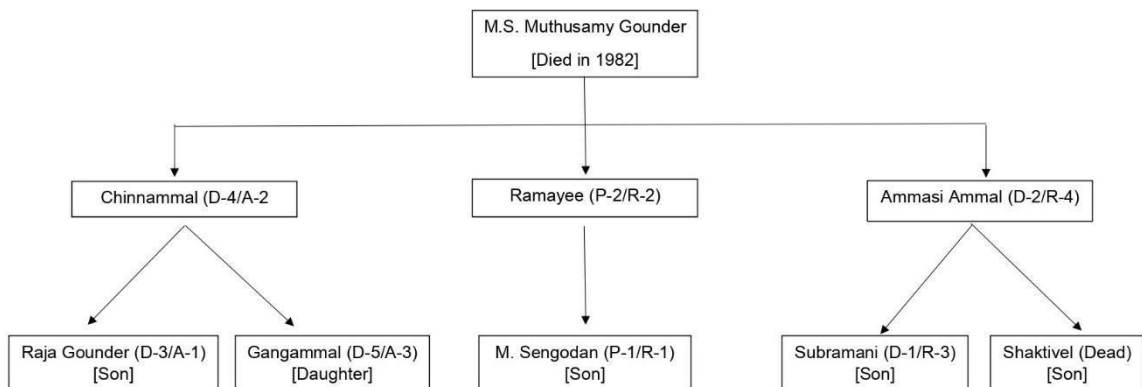 M.S. Muthusamy Gounder
[Died in 1982]
Chinnammal (D-4/A-2
Ramayee (P-2/R-2)
Ammasi Ammal (D-2/R-4)
Raja Gounder (D-3/A-1)
[Son]
Gangammal (D-5/A-3)
[Daughter]
M. Sengodan (P-1/R-1)
[Son]
Subramani (D-1/R-3)
[Son]
Shaktivel (Dead)
[Son]